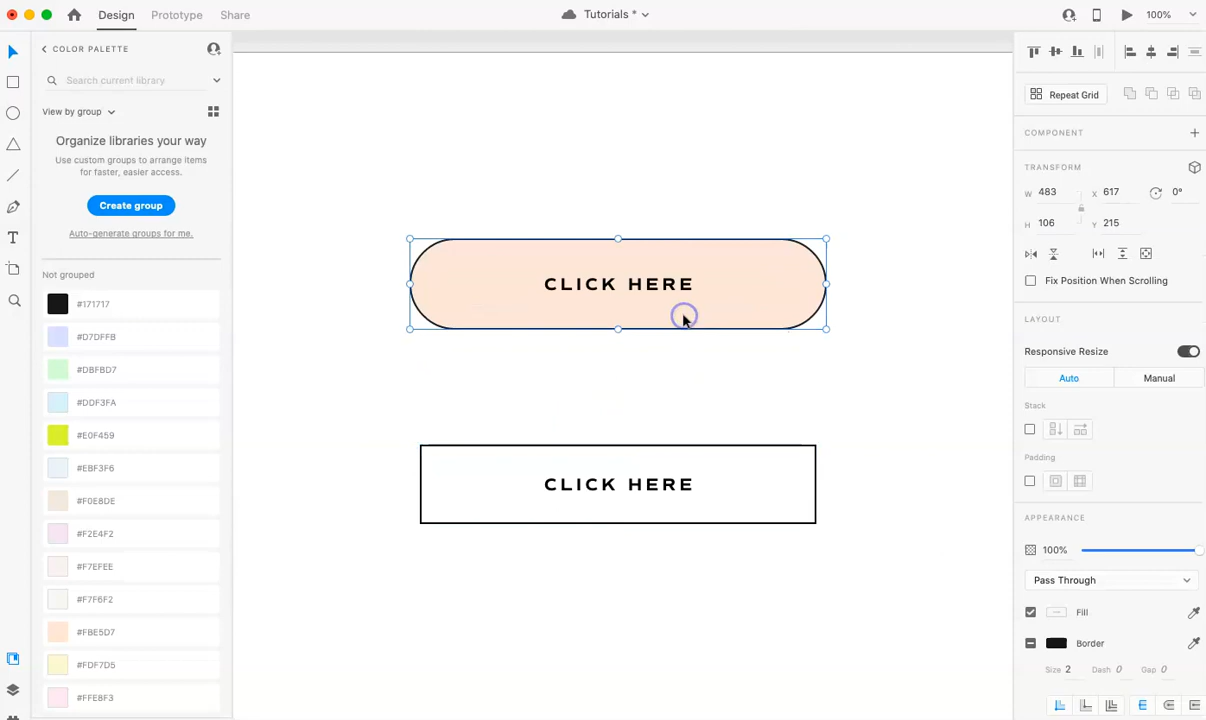 Design Prototype Share Tutorials * 100%
COLOR PALETTE
Search current library
View by group
Organize libraries your way
Use custom groups to arrange items
for faster, easier access.
Create group
Auto-generate groups for me.
Not grouped
#171717
#D7DFFB
#DBFBD7
#DDF3FA
#E0F459
#EBF3F6
#F0E8DE
#F2E4F2
#F7EFEE
#F7F6F2
#FBE5D7
#FDF7D5
#FFE8F3
CLICK HERE
CLICK HERE
Repeat Grid
COMPONENT
TRANSFORM
W 483 X 617 0°
H 106 Y 215
Fix Position When Scrolling
LAYOUT
Responsive Resize
Auto Manual
Stack
Padding
APPEARANCE
100%
Pass Through
Fill
Border
Size 2 Dash 0 Gap 0